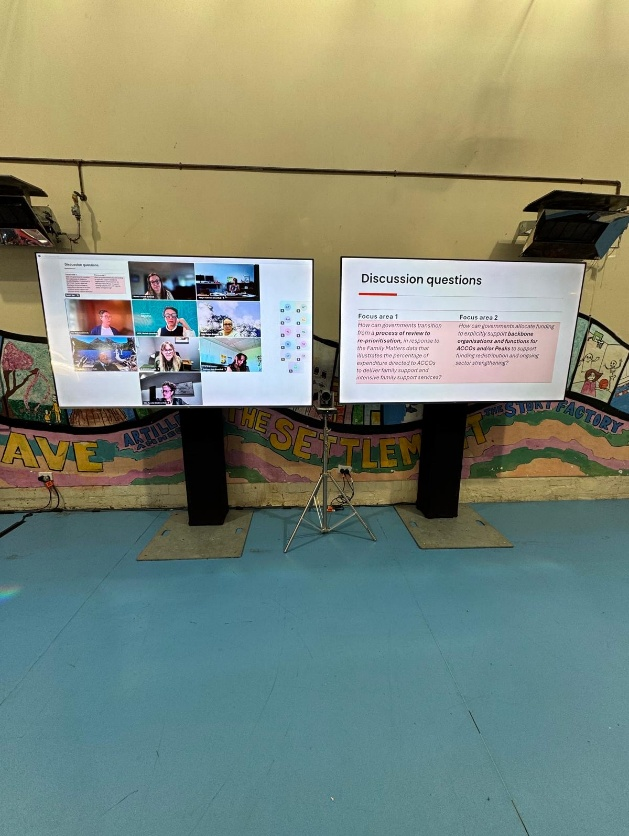 Discussion questions
Discussion questions
Focus area 1
How can governments transition
from a process of review to
re-prioritisation, in response to
the Family Matters data that
illustrates the percentage of
expenditure directed to ACCOs
to deliver family support and
intensive family support services?
Focus area 2
How can governments allocate funding
to explicitly support backbone
organisations and functions for
ACCOs and/or Peaks to support
funding redistribution and ongoing
sector strengthening?
AVE
THE SETTLEMENT
THE STORY FACTORY